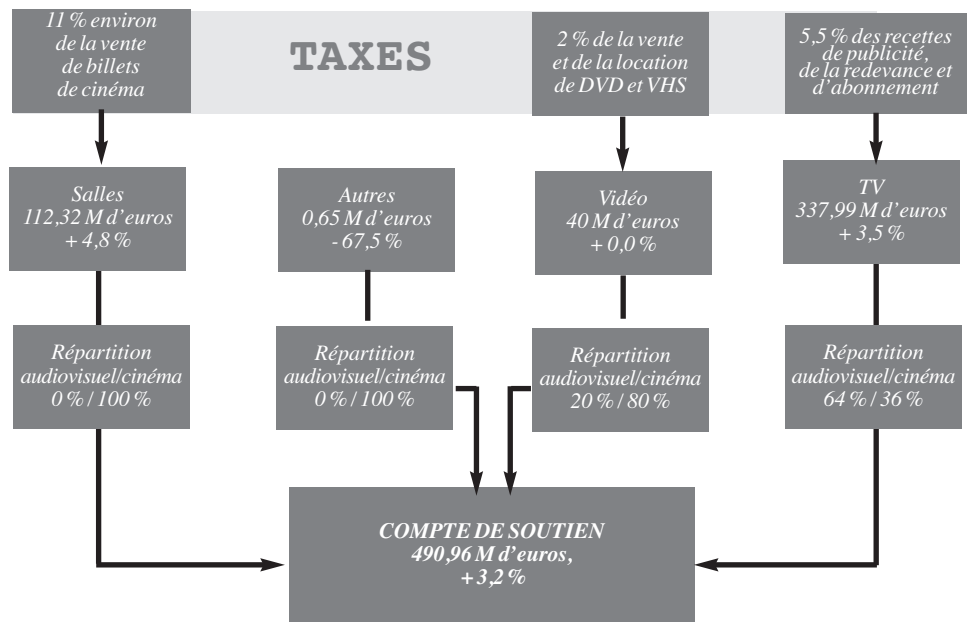 11 % environ
de la vente
de billets
de cinéma
TAXES
2 % de la vente
et de la location
de DVD et VHS
5,5 % des recettes
de publicité,
de la redevance et
d'abonnement
Salles
112,32 M d'euros
+ 4,8 %
Autres
0,65 M d'euros
- 67,5 %
Vidéo
40 M d'euros
+ 0,0 %
TV
337,99 M d'euros
+ 3,5 %
Répartition
audiovisuel/cinéma
0 % / 100 %
Répartition
audiovisuel/cinéma
0 % / 100 %
Répartition
audiovisuel/cinéma
20 % / 80 %
Répartition
audiovisuel/cinéma
64 % / 36 %
COMPTE DE SOUTIEN
490,96 M d'euros,
+ 3,2 %